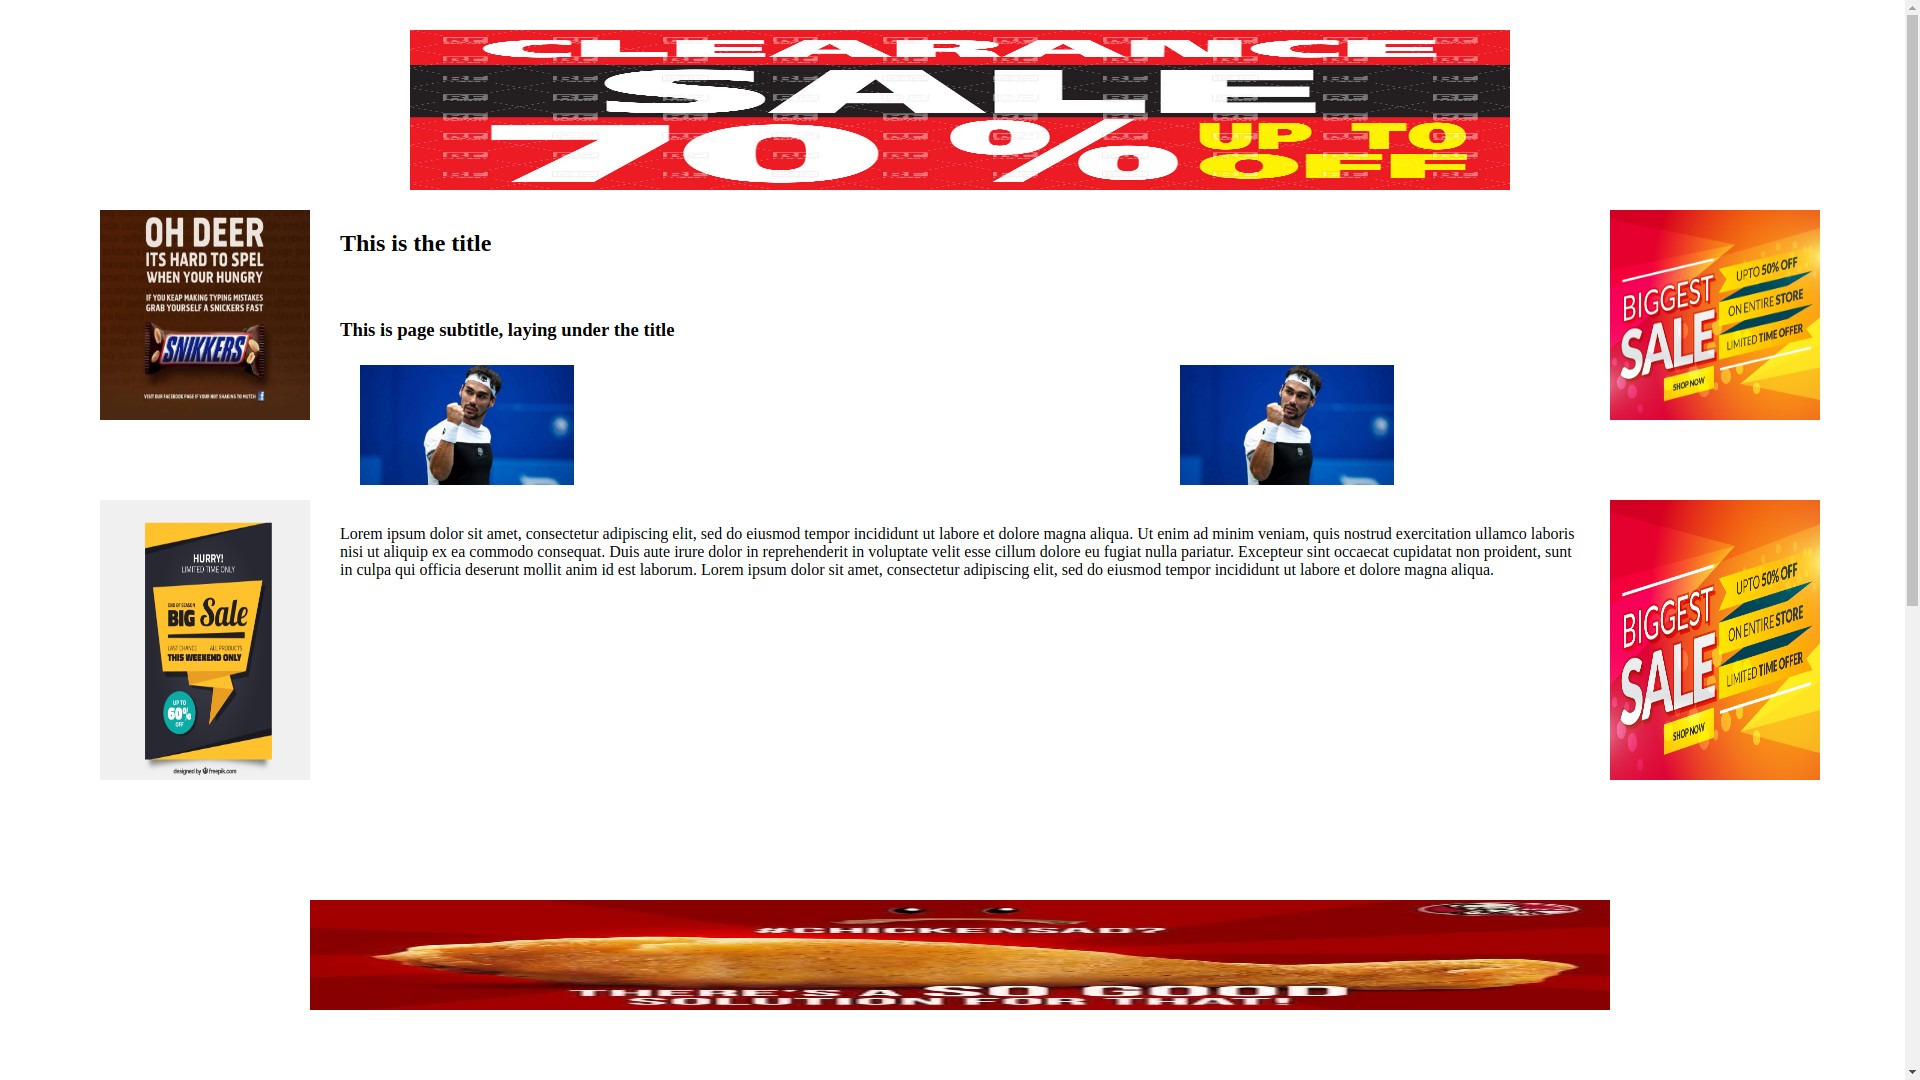 CLEARANCE
SALE
70% UP TO
OFF
OH DEER
ITS HARD TO SPEL
WHEN YOUR HUNGRY
IF YOU KEAP MAKING TYPING MISTAKES
GRAB YOURSELF A SNICKERS FAST
SNIKKERS
VISIT OUR FACEBOOK PAGE IF YOUR NOT SHAKING TO MUTCH
This is the title
This is page subtitle, laying under the title
BIGGEST
SALE
UPTO 50% OFF
ON ENTIRE STORE
LIMITED TIME OFFER
SHOP NOW
HURRY!
LIMITED TIME ONLY
END OF SEASON
BIG Sale
LAST CHANCE ALL PRODUCTS
THIS WEEKEND ONLY
UP TO
60%
OFF
designed by freepik.com
Lorem ipsum dolor sit amet, consectetur adipiscing elit, sed do eiusmod tempor incididunt ut labore et dolore magna aliqua. Ut enim ad minim veniam, quis nostrud exercitation ullamco laboris
nisi ut aliquip ex ea commodo consequat. Duis aute irure dolor in reprehenderit in voluptate velit esse cillum dolore eu fugiat nulla pariatur. Excepteur sint occaecat cupidatat non proident, sunt
in culpa qui officia deserunt mollit anim id est laborum. Lorem ipsum dolor sit amet, consectetur adipiscing elit, sed do eiusmod tempor incididunt ut labore et dolore magna aliqua.
BIGGEST
SALE
UPTO 50% OFF
ON ENTIRE STORE
LIMITED TIME OFFER
SHOP NOW
#CHICKENSAD?
THERE'S A SO GOOD
SOLUTION FOR THAT!